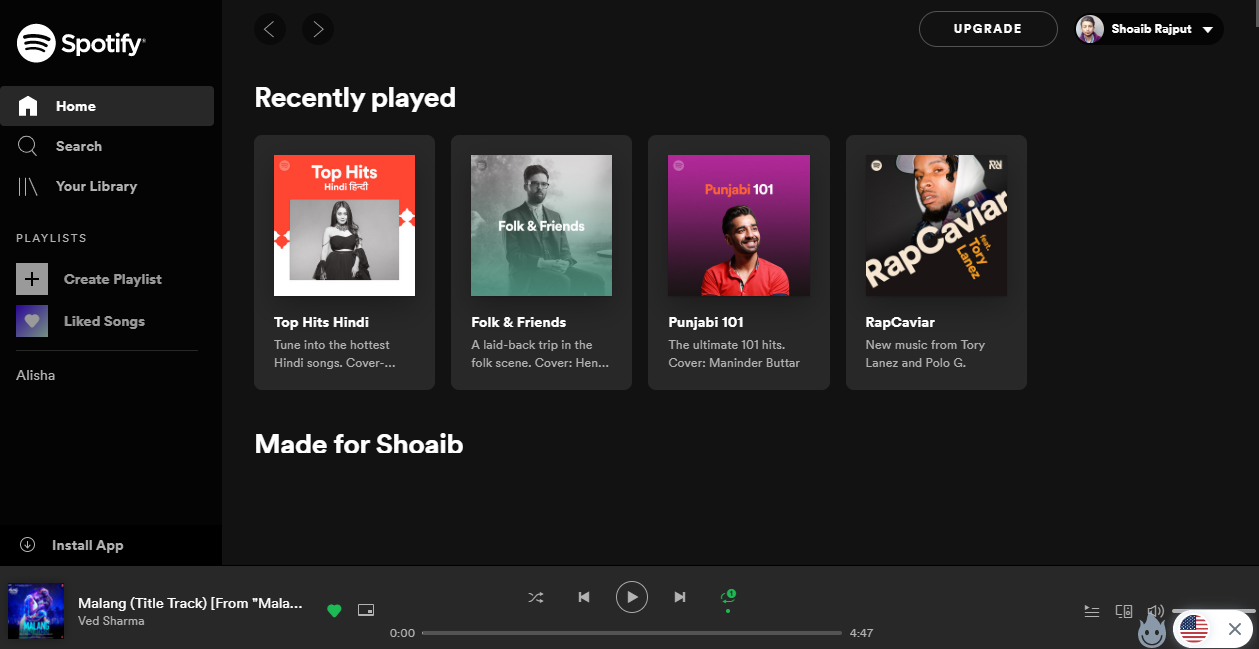 Spotify
UPGRADE
Shoaib Rajput
Home
Search
Your Library
PLAYLISTS
Create Playlist
Liked Songs
Alisha
Install App
Recently played
Top Hits
Hindi हिन्दी
Folk & Friends
Punjabi 101
RapCaviar
feat.
Tory
Lanez
Top Hits Hindi
Tune into the hottest
Hindi songs. Cover-...
Folk & Friends
A laid-back trip in the
folk scene. Cover: Hen...
Punjabi 101
The ultimate 101 hits.
Cover: Maninder Buttar
RapCaviar
New music from Tory
Lanez and Polo G.
Made for Shoaib
MALANG
Malang (Title Track) [From "Mala...
Ved Sharma
1
0:00
4:47